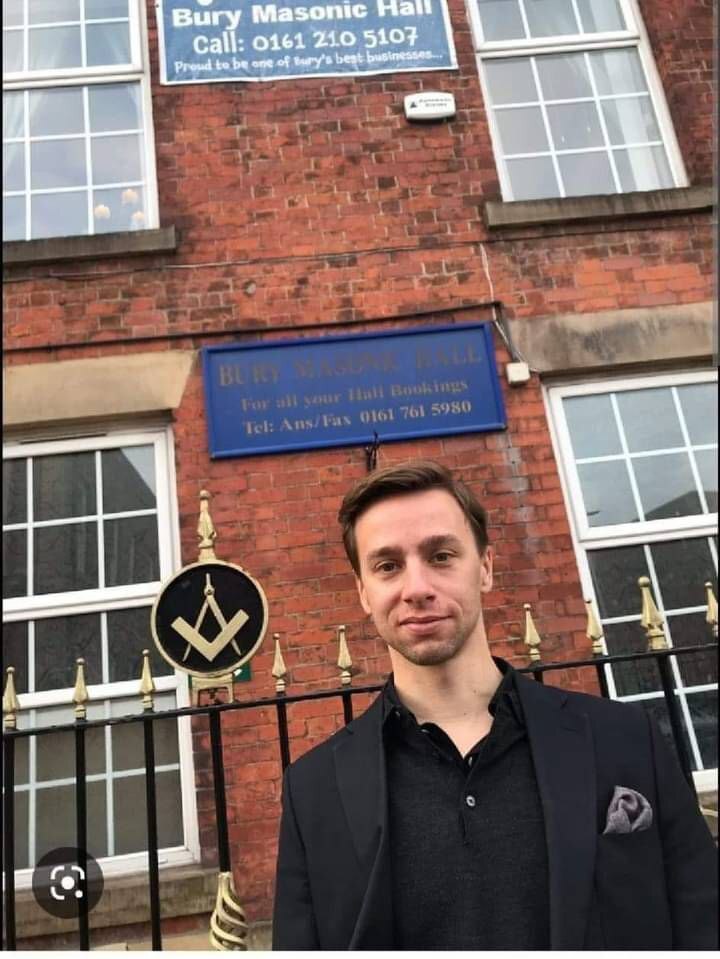 Bury Masonic Hall
Call: 0161 210 5107
Proud to be one of Bury's best businesses...
BURY MASONIC HALL
For all your Hall Bookings
Tel: Ans/Fax 0161 761 5980